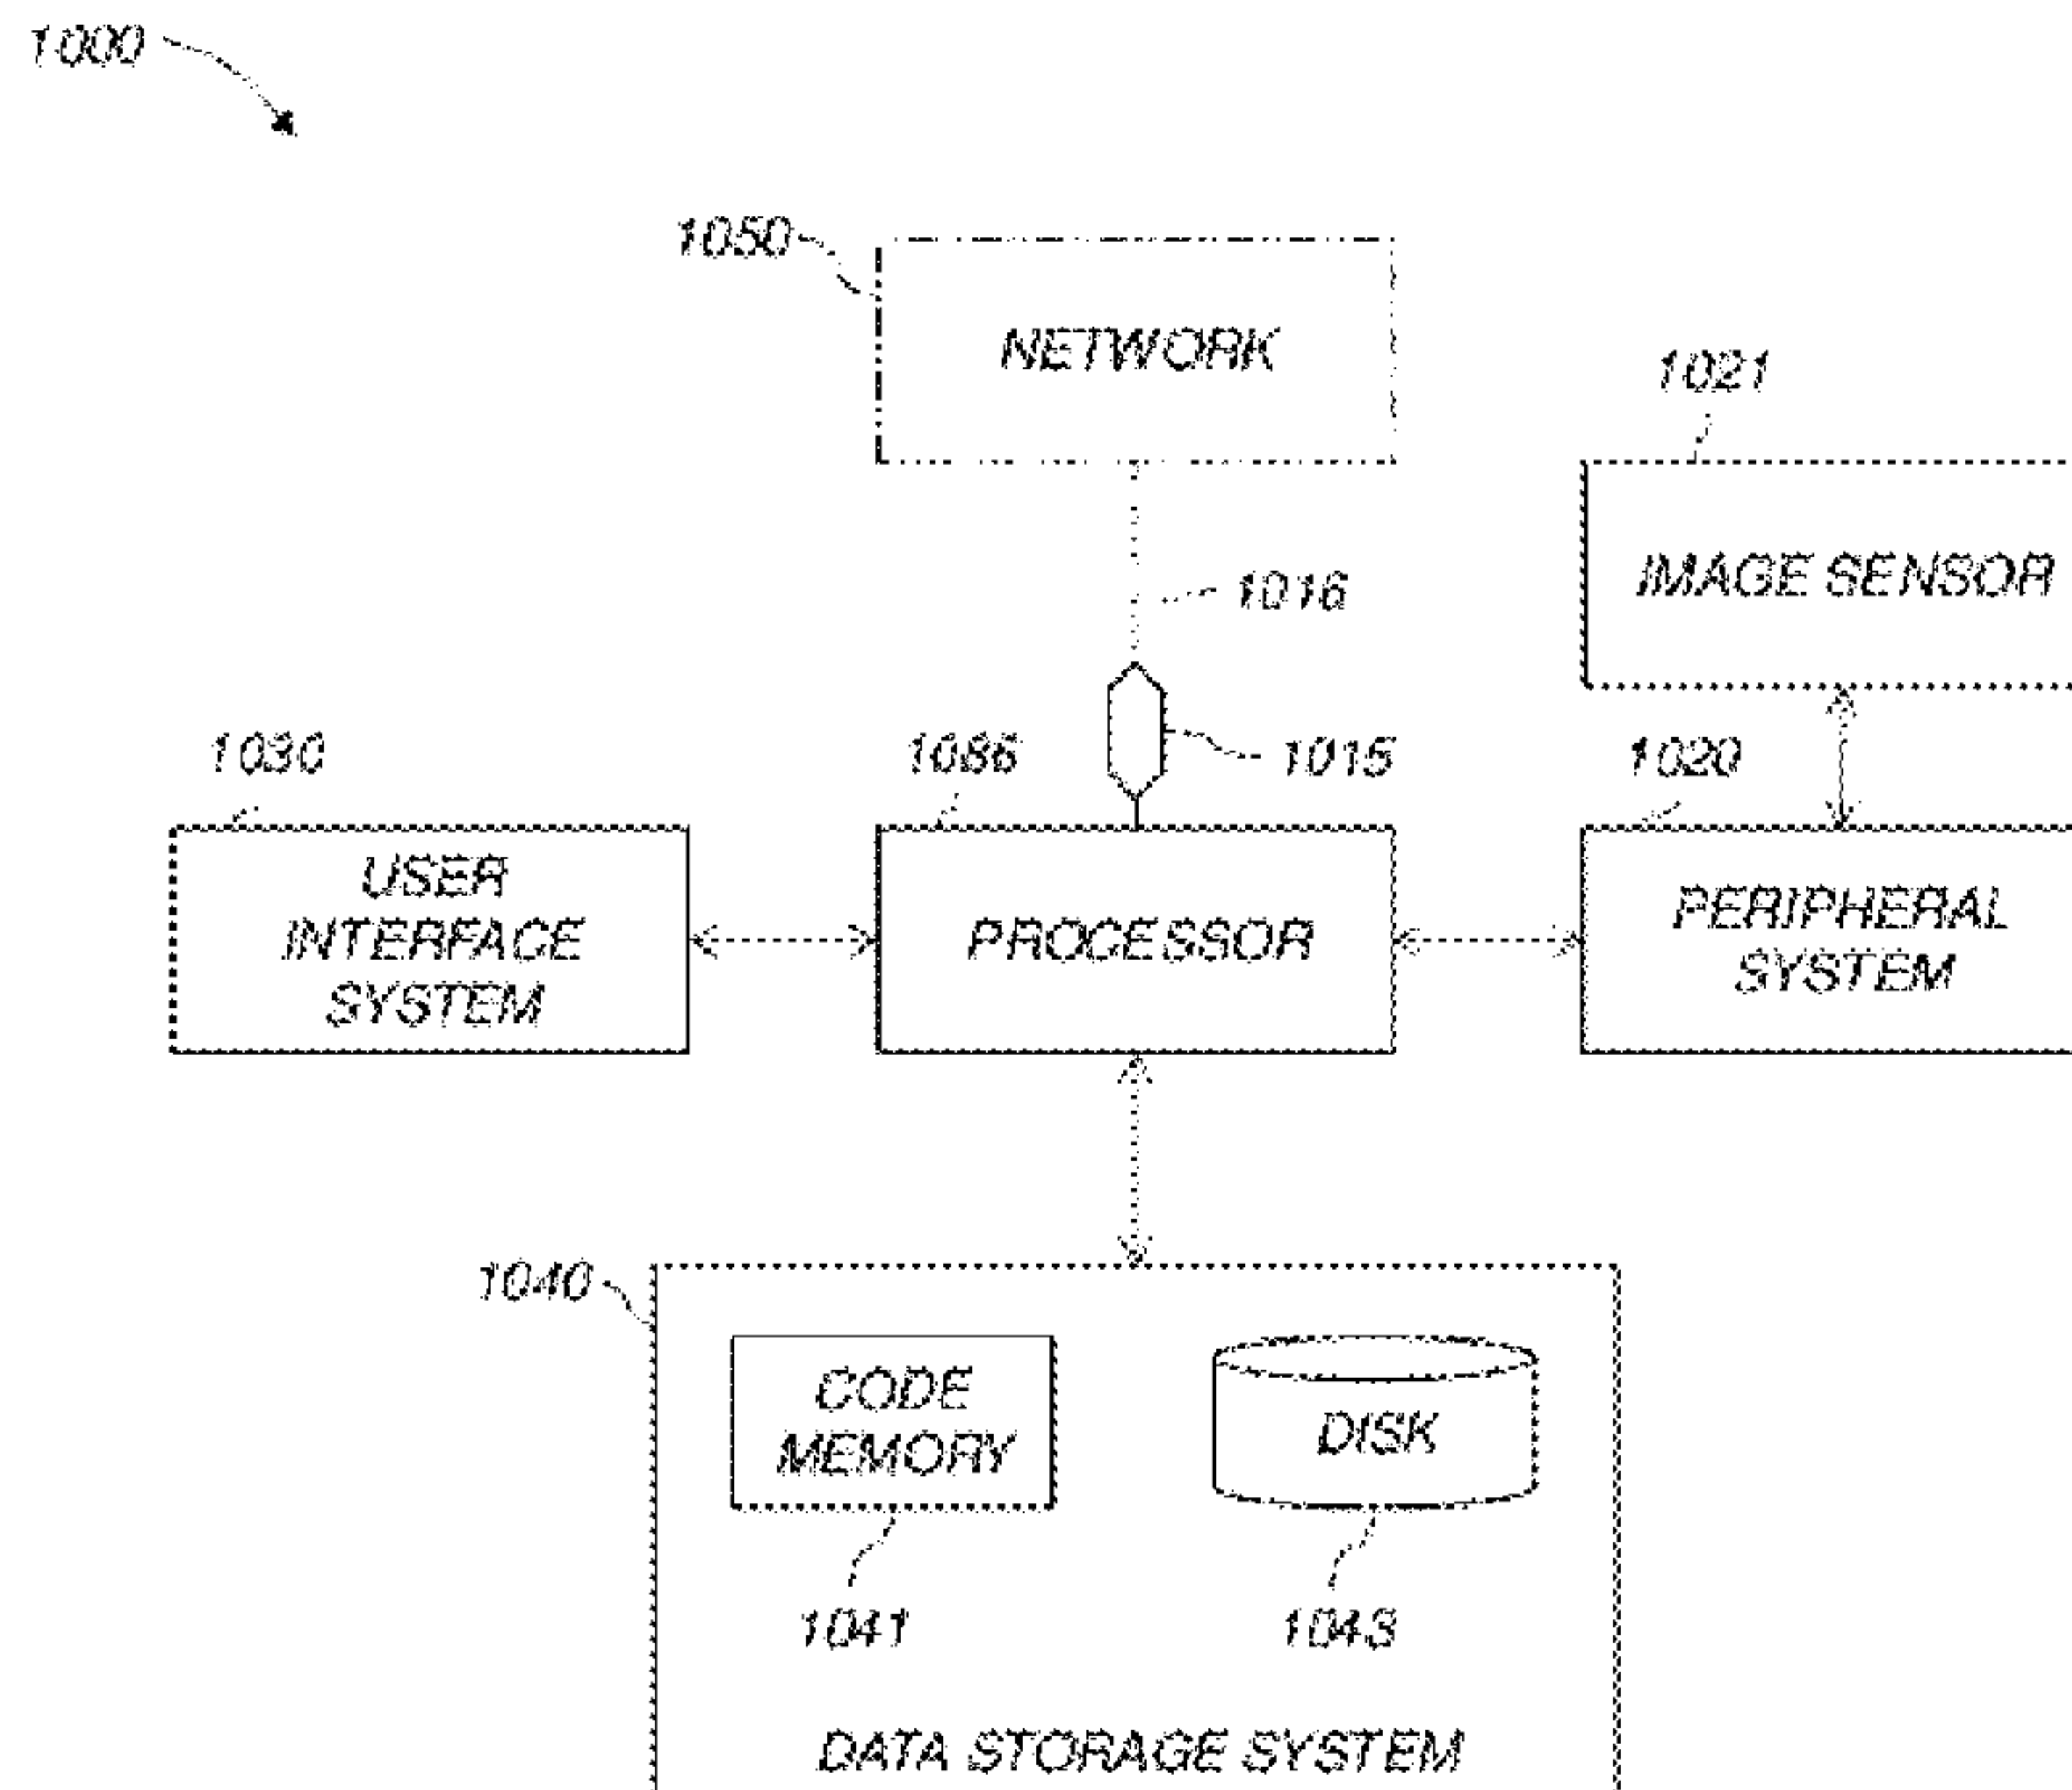 1000
1050
NETWORK
1021
IMAGE SENSOR
1016
1015
1030
1086
1020
USER
INTERFACE
SYSTEM
PROCESSOR
PERIPHERAL
SYSTEM
1040
CODE
MEMORY
DISK
1041
1043
DATA STORAGE SYSTEM